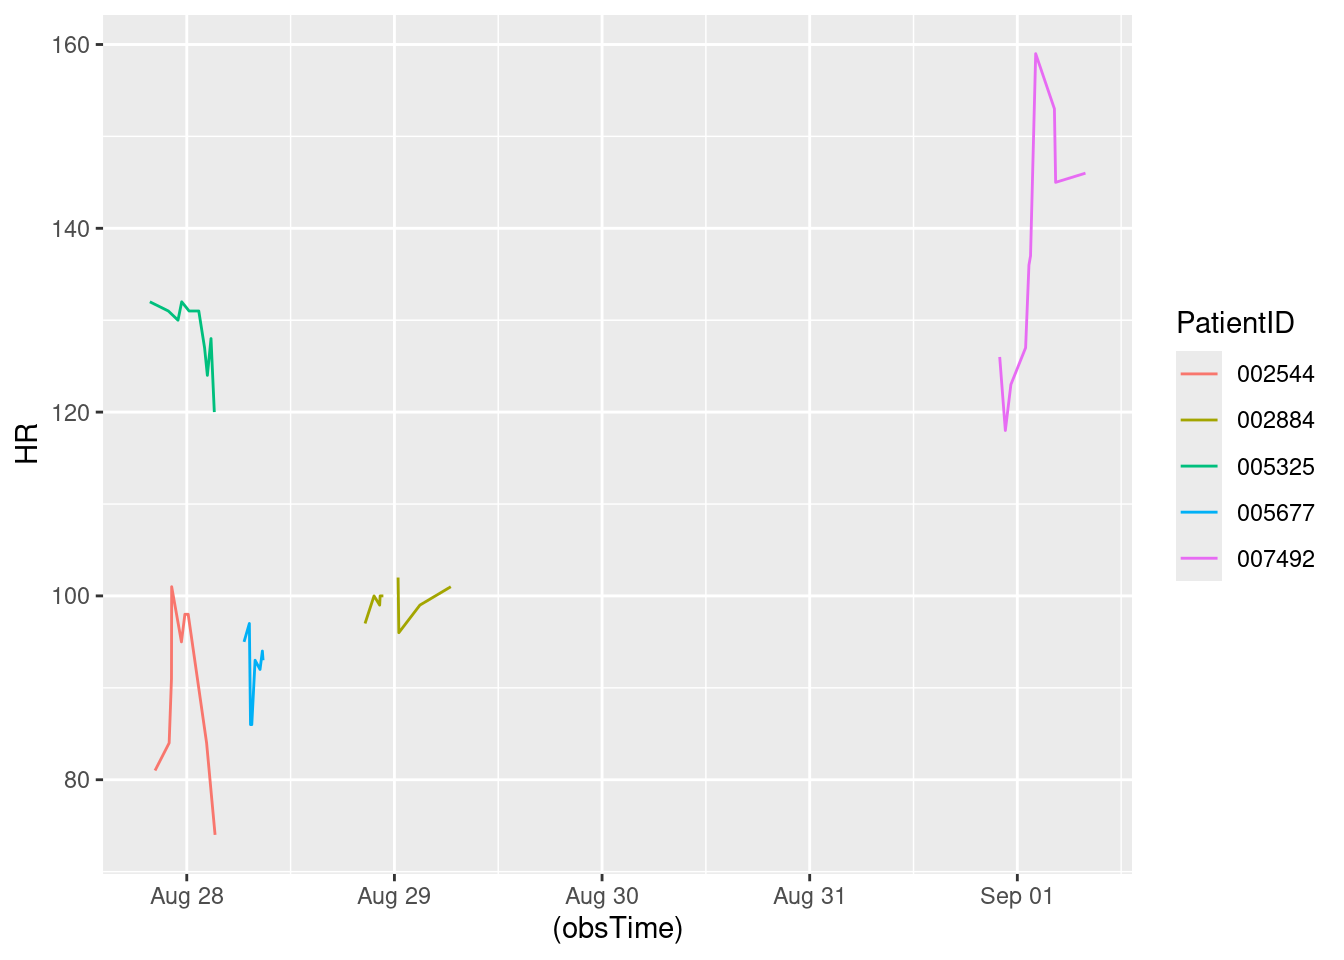 160
140
120
100
80
HR
Aug 28
Aug 29
Aug 30
Aug 31
Sep 01
(obsTime)
PatientID
002544
002884
005325
005677
007492